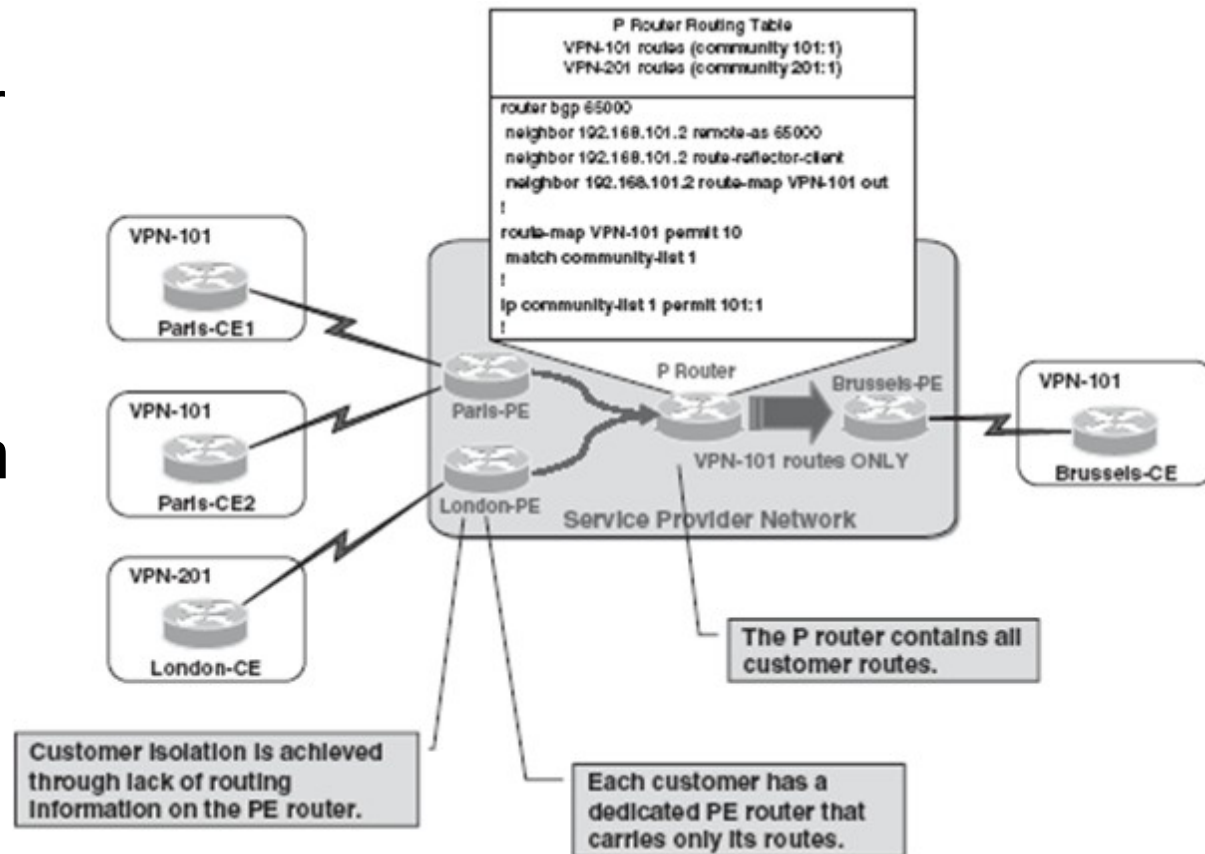 P Router Routing Table
VPN-101 routes (community 101:1)
VPN-201 routes (community 201:1)
router bgp 65000
neighbor 192.168.101.2 remote-as 65000
neighbor 192.168.101.2 route-reflector-client
neighbor 192.168.101.2 route-map VPN-101 out
!
route-map VPN-101 permit 10
match community-list 1
!
ip community-list 1 permit 101:1
!
VPN-101
Paris-CE1
VPN-101
Paris-CE2
VPN-201
London-CE
Paris-PE
London-PE
P Router
Brussels-PE
VPN-101 routes ONLY
Service Provider Network
VPN-101
Brussels-CE
The P router contains all
customer routes.
Customer isolation is achieved
through lack of routing
information on the PE router.
Each customer has a
dedicated PE router that
carries only its routes.